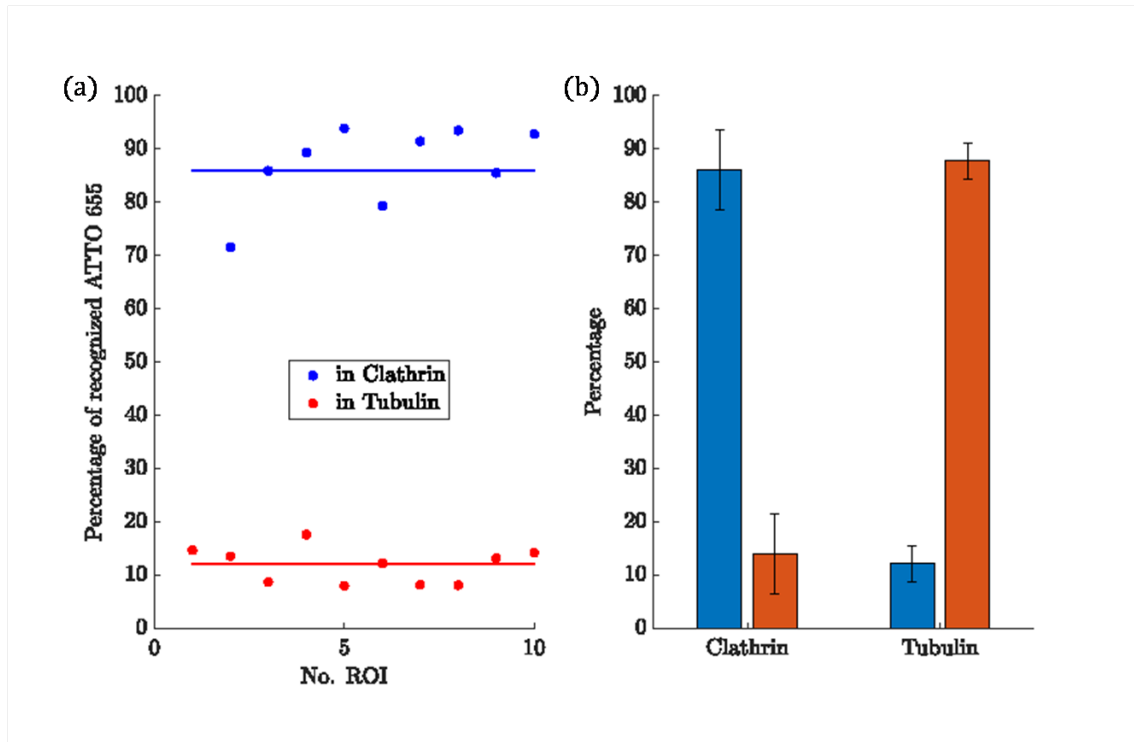 (a)
100
90
80
70
60
50
40
30
20
10
0
Percentage of recognized ATTO 655
in Clathrin
in Tubulin
0
5
10
No. ROI
(b)
100
90
80
70
60
50
40
30
20
10
0
Percentage
Clathrin
Tubulin